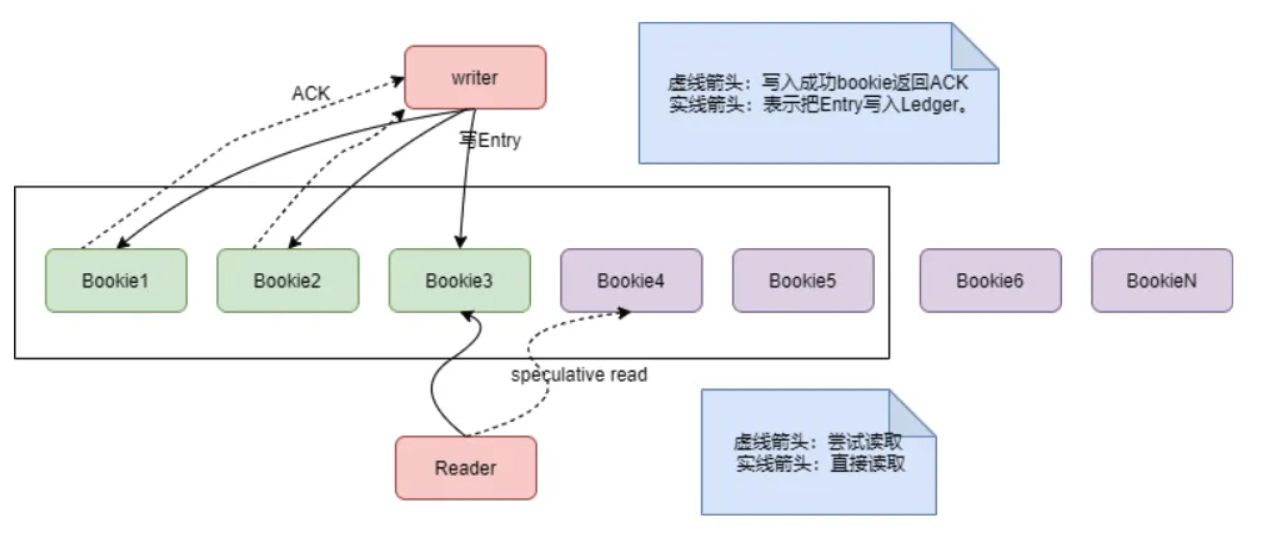 writer
ACK
写Entry
虚线箭头：写入成功bookie返回ACK
实线箭头：表示把Entry写入Ledger。
Bookie1
Bookie2
Bookie3
Bookie4
Bookie5
Bookie6
BookieN
speculative read
Reader
虚线箭头：尝试读取
实线箭头：直接读取